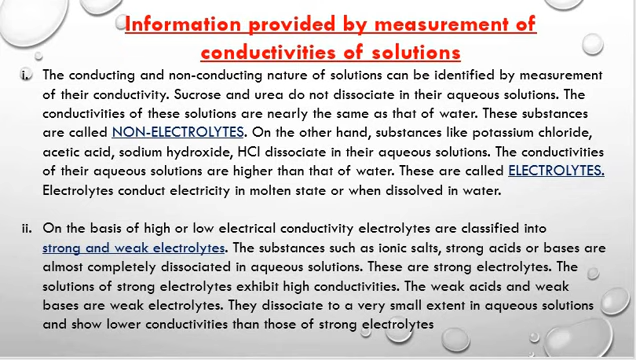 Information provided by measurement of
conductivities of solutions
i. The conducting and non-conducting nature of solutions can be identified by measurement
of their conductivity. Sucrose and urea do not dissociate in their aqueous solutions. The
conductivities of these solutions are nearly the same as that of water. These substances
are called NON-ELECTROLYTES. On the other hand, substances like potassium chloride,
acetic acid, sodium hydroxide, HCl dissociate in their aqueous solutions. The conductivities
of their aqueous solutions are higher than that of water. These are called ELECTROLYTES.
Electrolytes conduct electricity in molten state or when dissolved in water.
ii. On the basis of high or low electrical conductivity electrolytes are classified into
strong and weak electrolytes. The substances such as ionic salts, strong acids or bases are
almost completely dissociated in aqueous solutions. These are strong electrolytes. The
solutions of strong electrolytes exhibit high conductivities. The weak acids and weak
bases are weak electrolytes. They dissociate to a very small extent in aqueous solutions
and show lower conductivities than those of strong electrolytes